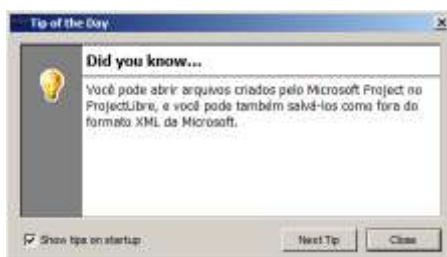 Tip of the Day
Did you know...
Você pode abrir arquivos criados pelo Microsoft Project no
ProjectLibre, e você pode também salvá-los como fora do
formato XML da Microsoft.
Show tips on startup
Next Tip
Close